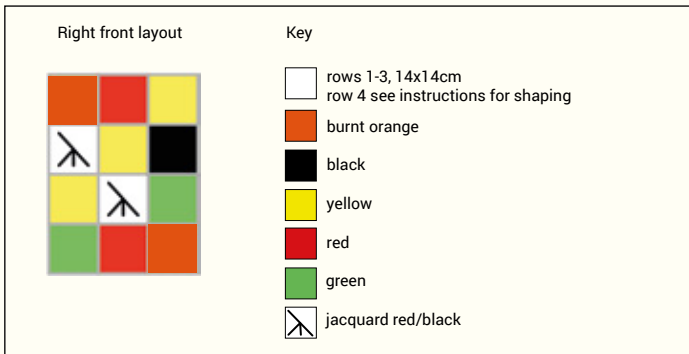 Right front layout
Key
rows 1-3, 14x14cm
row 4 see instructions for shaping
burnt orange
black
yellow
red
green
jacquard red/black